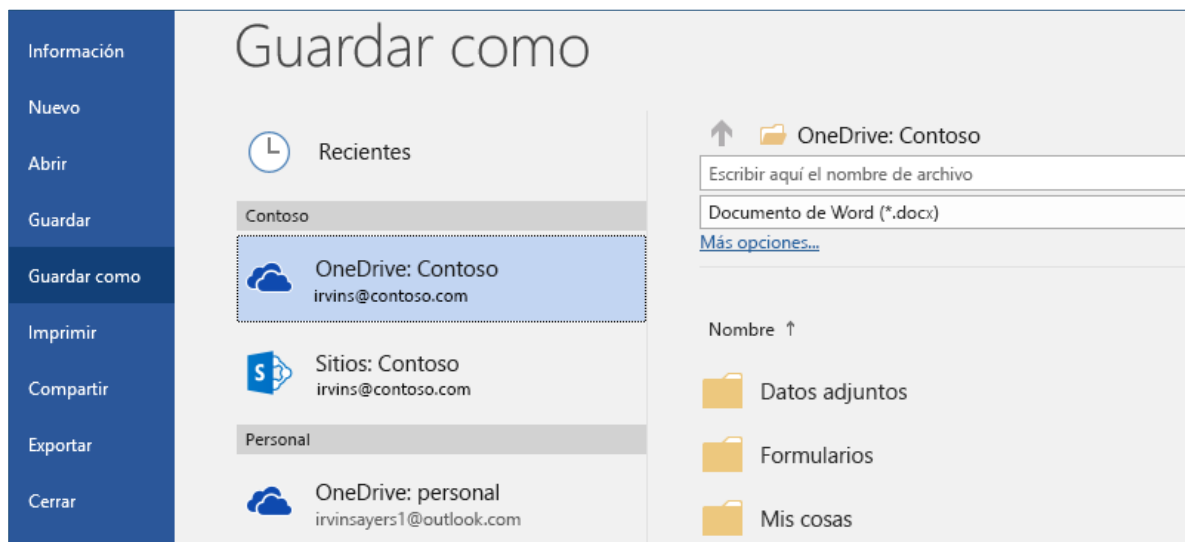 Información
Nuevo
Abrir
Guardar
Guardar como
Imprimir
Compartir
Exportar
Cerrar
Guardar como
Recientes
Contoso
OneDrive: Contoso
irvins@contoso.com
S
Sitios: Contoso
irvins@contoso.com
Personal
OneDrive: personal
irvinsayers1@outlook.com
OneDrive: Contoso
Escribir aquí el nombre de archivo
Documento de Word (*.docx)
Más opciones...
Nombre ↑
Datos adjuntos
Formularios
Mis cosas